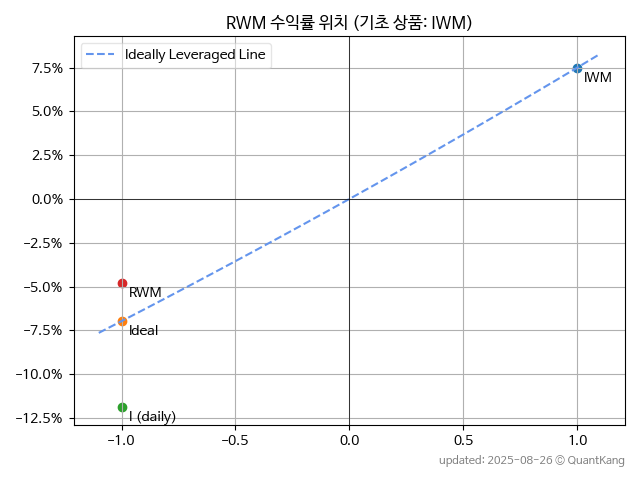 RWM 수익률 위치 (기초 상품: IWM)
Ideally Leveraged Line
7.5%
5.0%
2.5%
0.0%
−2.5%
−5.0%
−7.5%
−10.0%
−12.5%
IWM
RWM
Ideal
I (daily)
−1.0
−0.5
0.0
0.5
1.0
updated: 2025-08-26 © QuantKang